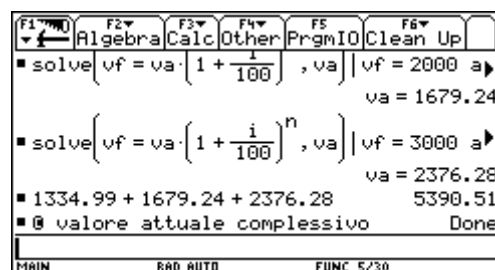 F1 F2 F3 F4 F5 F6
Algebra Calc Other PrgmIO Clean Up
solve(vf = va·(1 + i/100) , va)| vf = 2000 a
va = 1679.24
solve(vf = va·(1 + i/100)^n, va)| vf = 3000 a
va = 2376.28
1334.99 + 1679.24 + 2376.28 5390.51
@ valore attuale complessivo Done
MAIN RAD AUTO FUNC 5/30